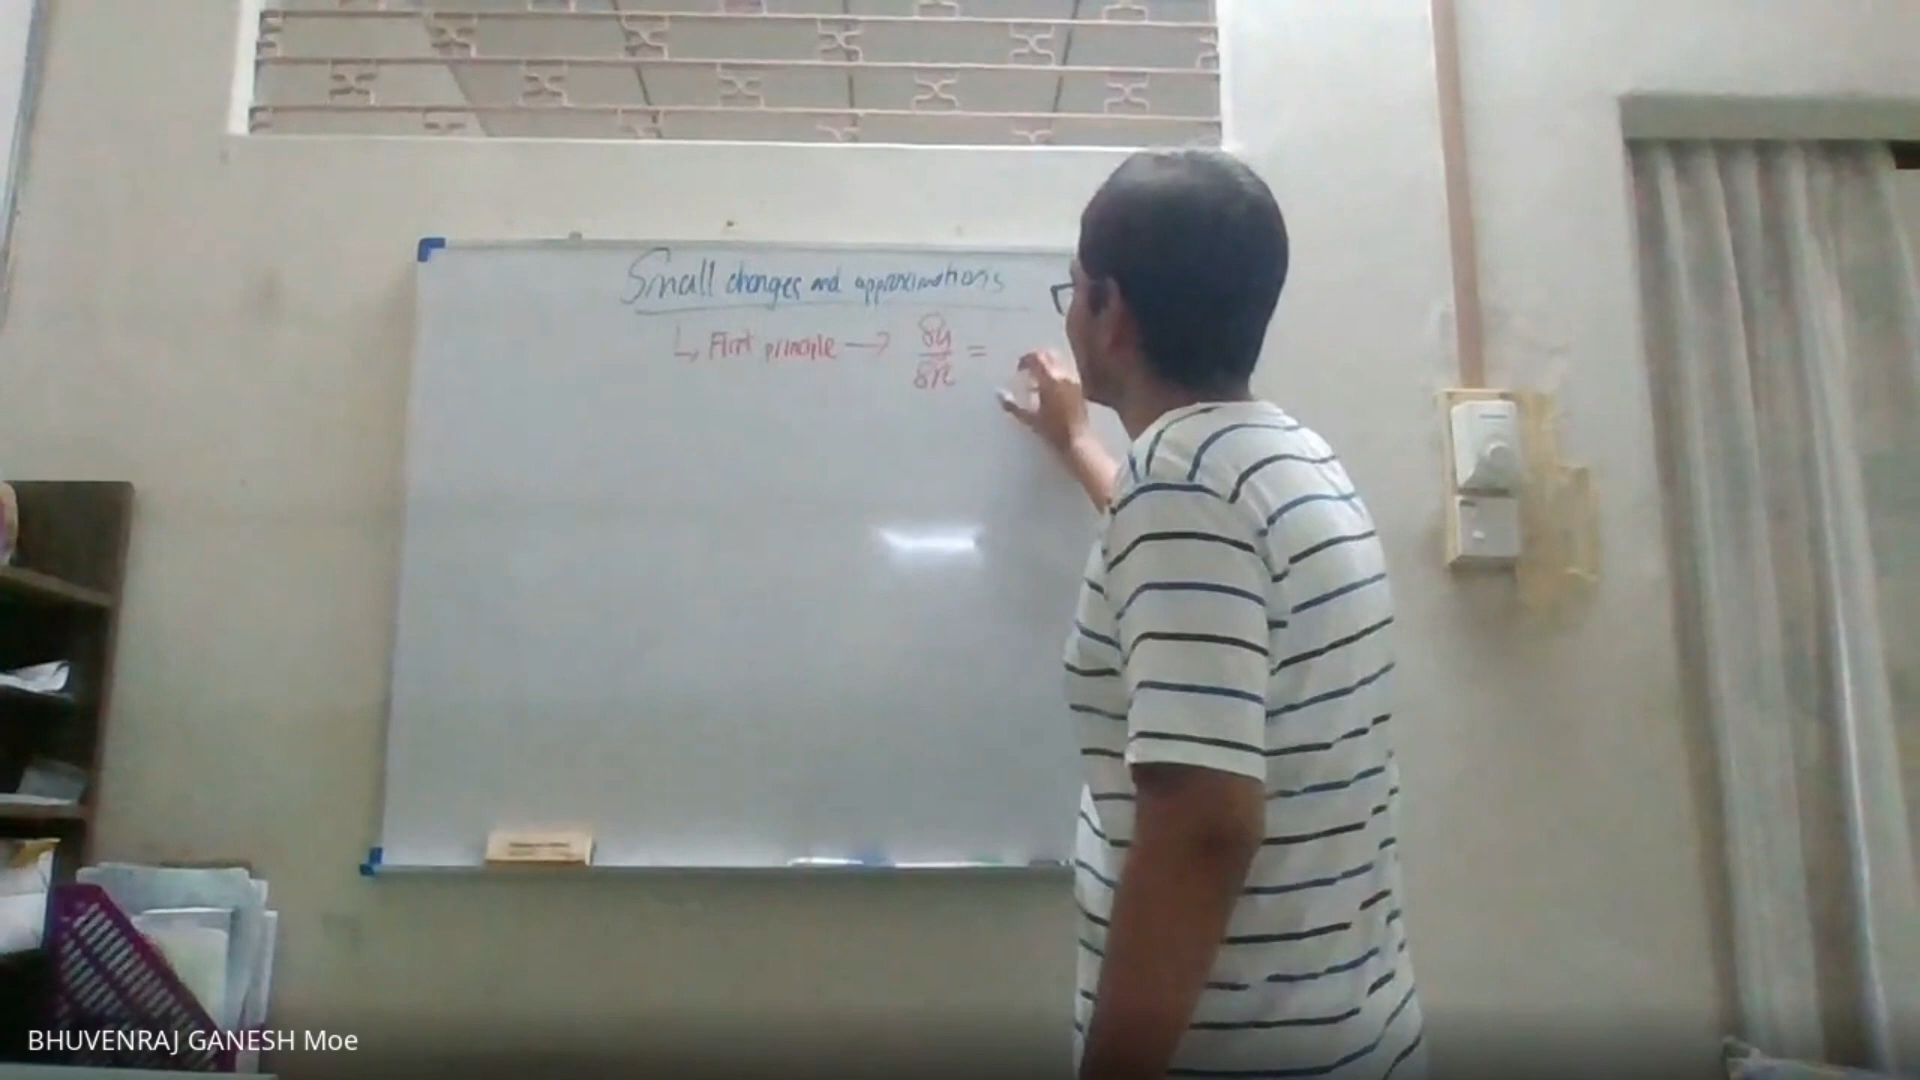 Small changes and approximations
↳ First principle → δy/δx =
BHUVENRAJ GANESH Moe